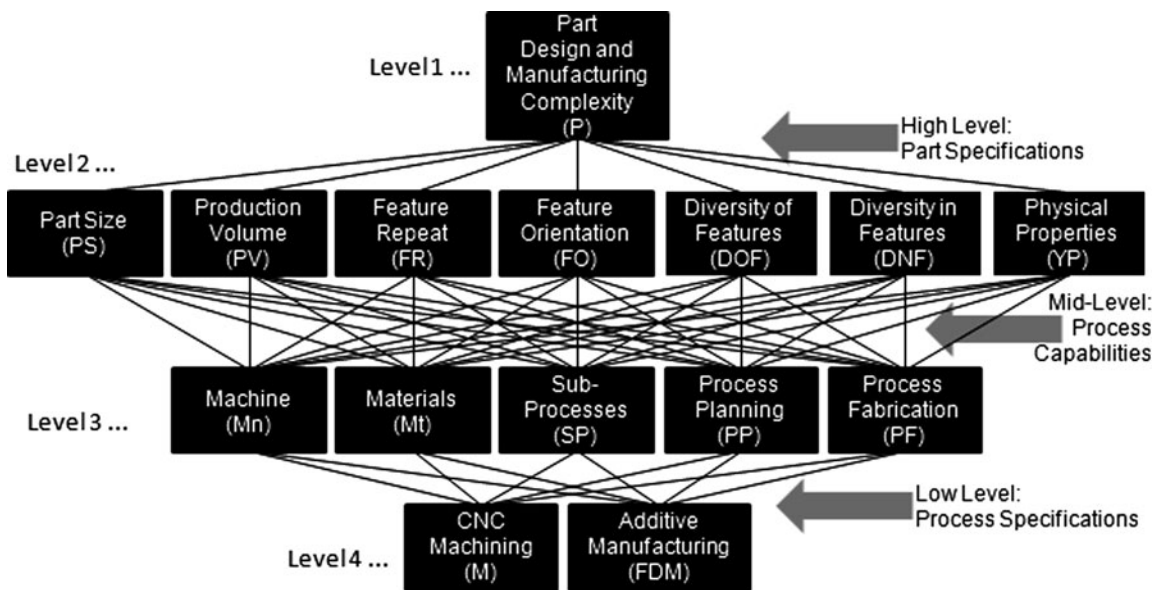 Part
Design and
Manufacturing
Complexity
(P)
Level 1 ...
High Level:
Part Specifications
Level 2 ...
Part Size
(PS)
Production
Volume
(PV)
Feature
Repeat
(FR)
Feature
Orientation
(FO)
Diversity of
Features
(DOF)
Diversity in
Features
(DNF)
Physical
Properties
(YP)
Mid-Level:
Process
Capabilities
Level 3 ...
Machine
(Mn)
Materials
(Mt)
Sub-
Processes
(SP)
Process
Planning
(PP)
Process
Fabrication
(PF)
Low Level:
Process Specifications
Level 4 ...
CNC
Machining
(M)
Additive
Manufacturing
(FDM)